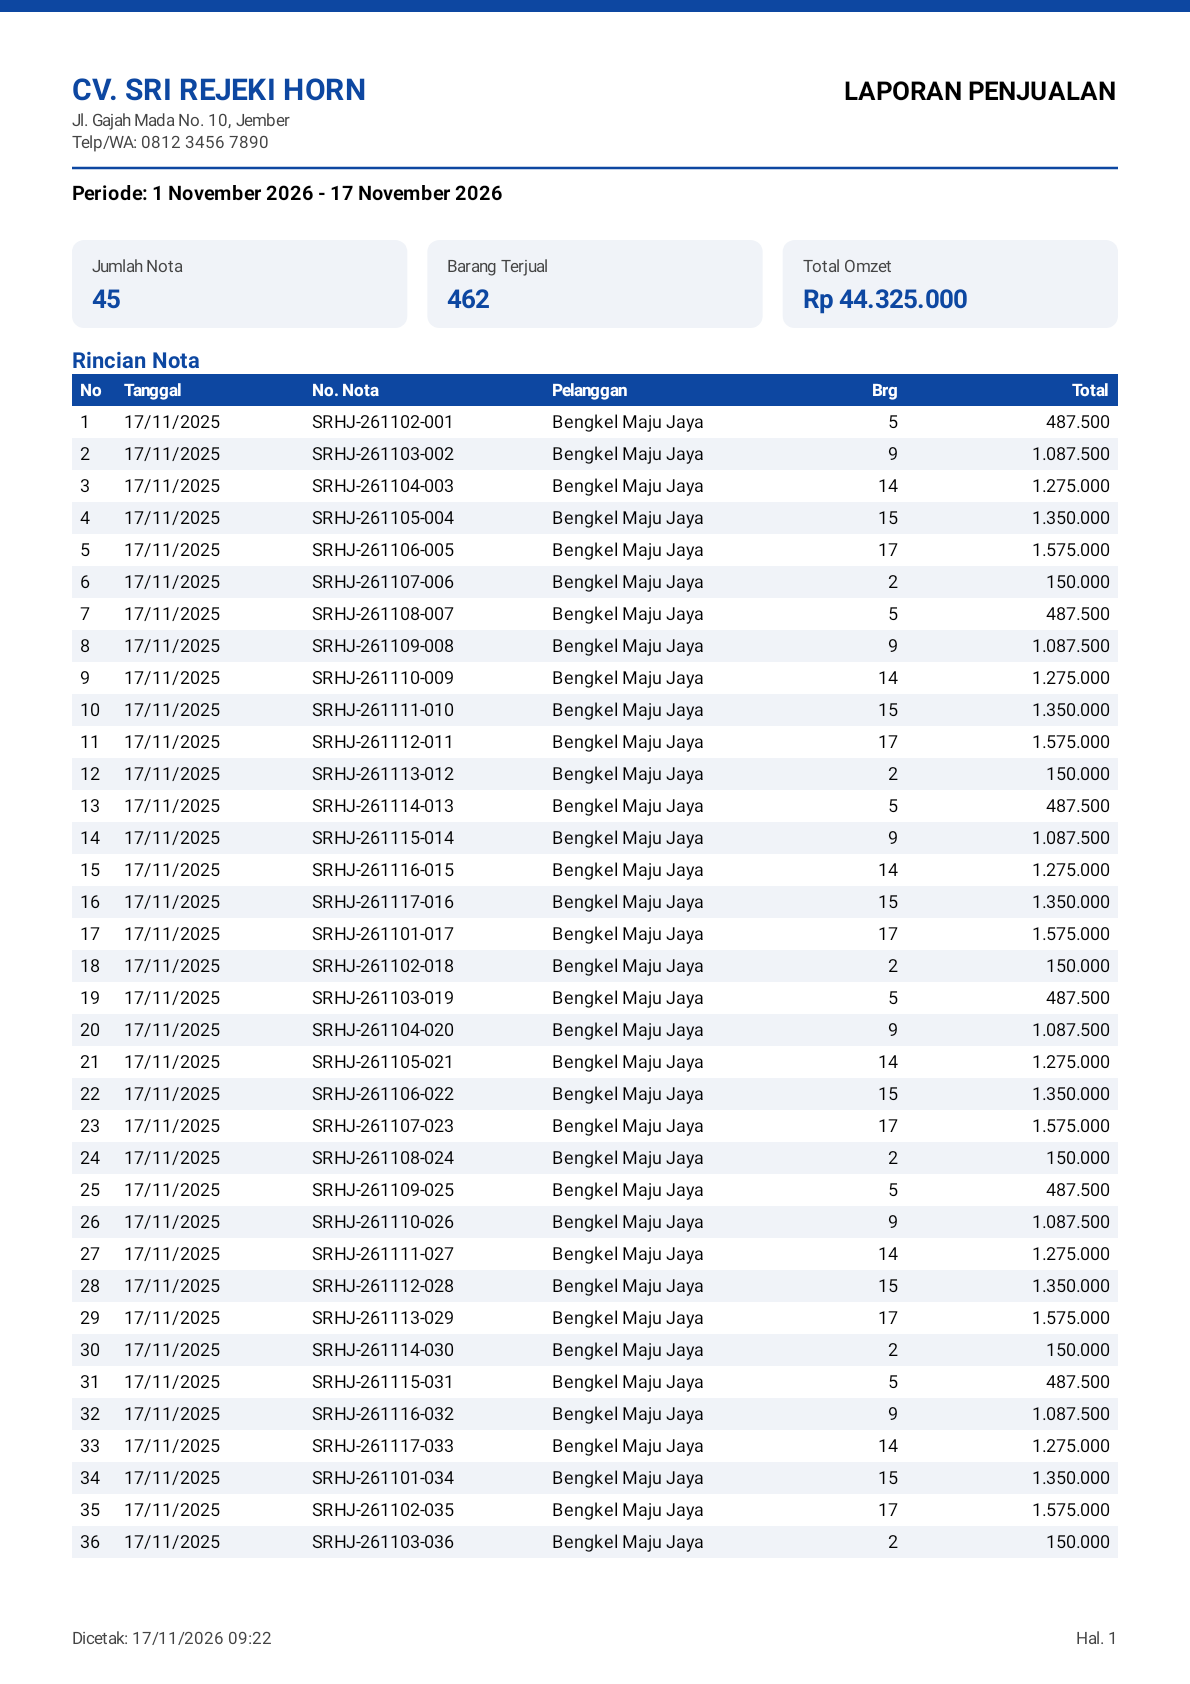 CV. SRI REJEKI HORN
LAPORAN PENJUALAN
Jl. Gajah Mada No. 10, Jember
Telp/WA: 0812 3456 7890
Periode: 1 November 2026 - 17 November 2026
Jumlah Nota
45
Barang Terjual
462
Total Omzet
Rp 44.325.000
Rincian Nota
No Tanggal No. Nota Pelanggan Brg Total
1 17/11/2025 SRHJ-261102-001 Bengkel Maju Jaya 5 487.500
2 17/11/2025 SRHJ-261103-002 Bengkel Maju Jaya 9 1.087.500
3 17/11/2025 SRHJ-261104-003 Bengkel Maju Jaya 14 1.275.000
4 17/11/2025 SRHJ-261105-004 Bengkel Maju Jaya 15 1.350.000
5 17/11/2025 SRHJ-261106-005 Bengkel Maju Jaya 17 1.575.000
6 17/11/2025 SRHJ-261107-006 Bengkel Maju Jaya 2 150.000
7 17/11/2025 SRHJ-261108-007 Bengkel Maju Jaya 5 487.500
8 17/11/2025 SRHJ-261109-008 Bengkel Maju Jaya 9 1.087.500
9 17/11/2025 SRHJ-261110-009 Bengkel Maju Jaya 14 1.275.000
10 17/11/2025 SRHJ-261111-010 Bengkel Maju Jaya 15 1.350.000
11 17/11/2025 SRHJ-261112-011 Bengkel Maju Jaya 17 1.575.000
12 17/11/2025 SRHJ-261113-012 Bengkel Maju Jaya 2 150.000
13 17/11/2025 SRHJ-261114-013 Bengkel Maju Jaya 5 487.500
14 17/11/2025 SRHJ-261115-014 Bengkel Maju Jaya 9 1.087.500
15 17/11/2025 SRHJ-261116-015 Bengkel Maju Jaya 14 1.275.000
16 17/11/2025 SRHJ-261117-016 Bengkel Maju Jaya 15 1.350.000
17 17/11/2025 SRHJ-261101-017 Bengkel Maju Jaya 17 1.575.000
18 17/11/2025 SRHJ-261102-018 Bengkel Maju Jaya 2 150.000
19 17/11/2025 SRHJ-261103-019 Bengkel Maju Jaya 5 487.500
20 17/11/2025 SRHJ-261104-020 Bengkel Maju Jaya 9 1.087.500
21 17/11/2025 SRHJ-261105-021 Bengkel Maju Jaya 14 1.275.000
22 17/11/2025 SRHJ-261106-022 Bengkel Maju Jaya 15 1.350.000
23 17/11/2025 SRHJ-261107-023 Bengkel Maju Jaya 17 1.575.000
24 17/11/2025 SRHJ-261108-024 Bengkel Maju Jaya 2 150.000
25 17/11/2025 SRHJ-261109-025 Bengkel Maju Jaya 5 487.500
26 17/11/2025 SRHJ-261110-026 Bengkel Maju Jaya 9 1.087.500
27 17/11/2025 SRHJ-261111-027 Bengkel Maju Jaya 14 1.275.000
28 17/11/2025 SRHJ-261112-028 Bengkel Maju Jaya 15 1.350.000
29 17/11/2025 SRHJ-261113-029 Bengkel Maju Jaya 17 1.575.000
30 17/11/2025 SRHJ-261114-030 Bengkel Maju Jaya 2 150.000
31 17/11/2025 SRHJ-261115-031 Bengkel Maju Jaya 5 487.500
32 17/11/2025 SRHJ-261116-032 Bengkel Maju Jaya 9 1.087.500
33 17/11/2025 SRHJ-261117-033 Bengkel Maju Jaya 14 1.275.000
34 17/11/2025 SRHJ-261101-034 Bengkel Maju Jaya 15 1.350.000
35 17/11/2025 SRHJ-261102-035 Bengkel Maju Jaya 17 1.575.000
36 17/11/2025 SRHJ-261103-036 Bengkel Maju Jaya 2 150.000
Dicetak: 17/11/2026 09:22
Hal. 1